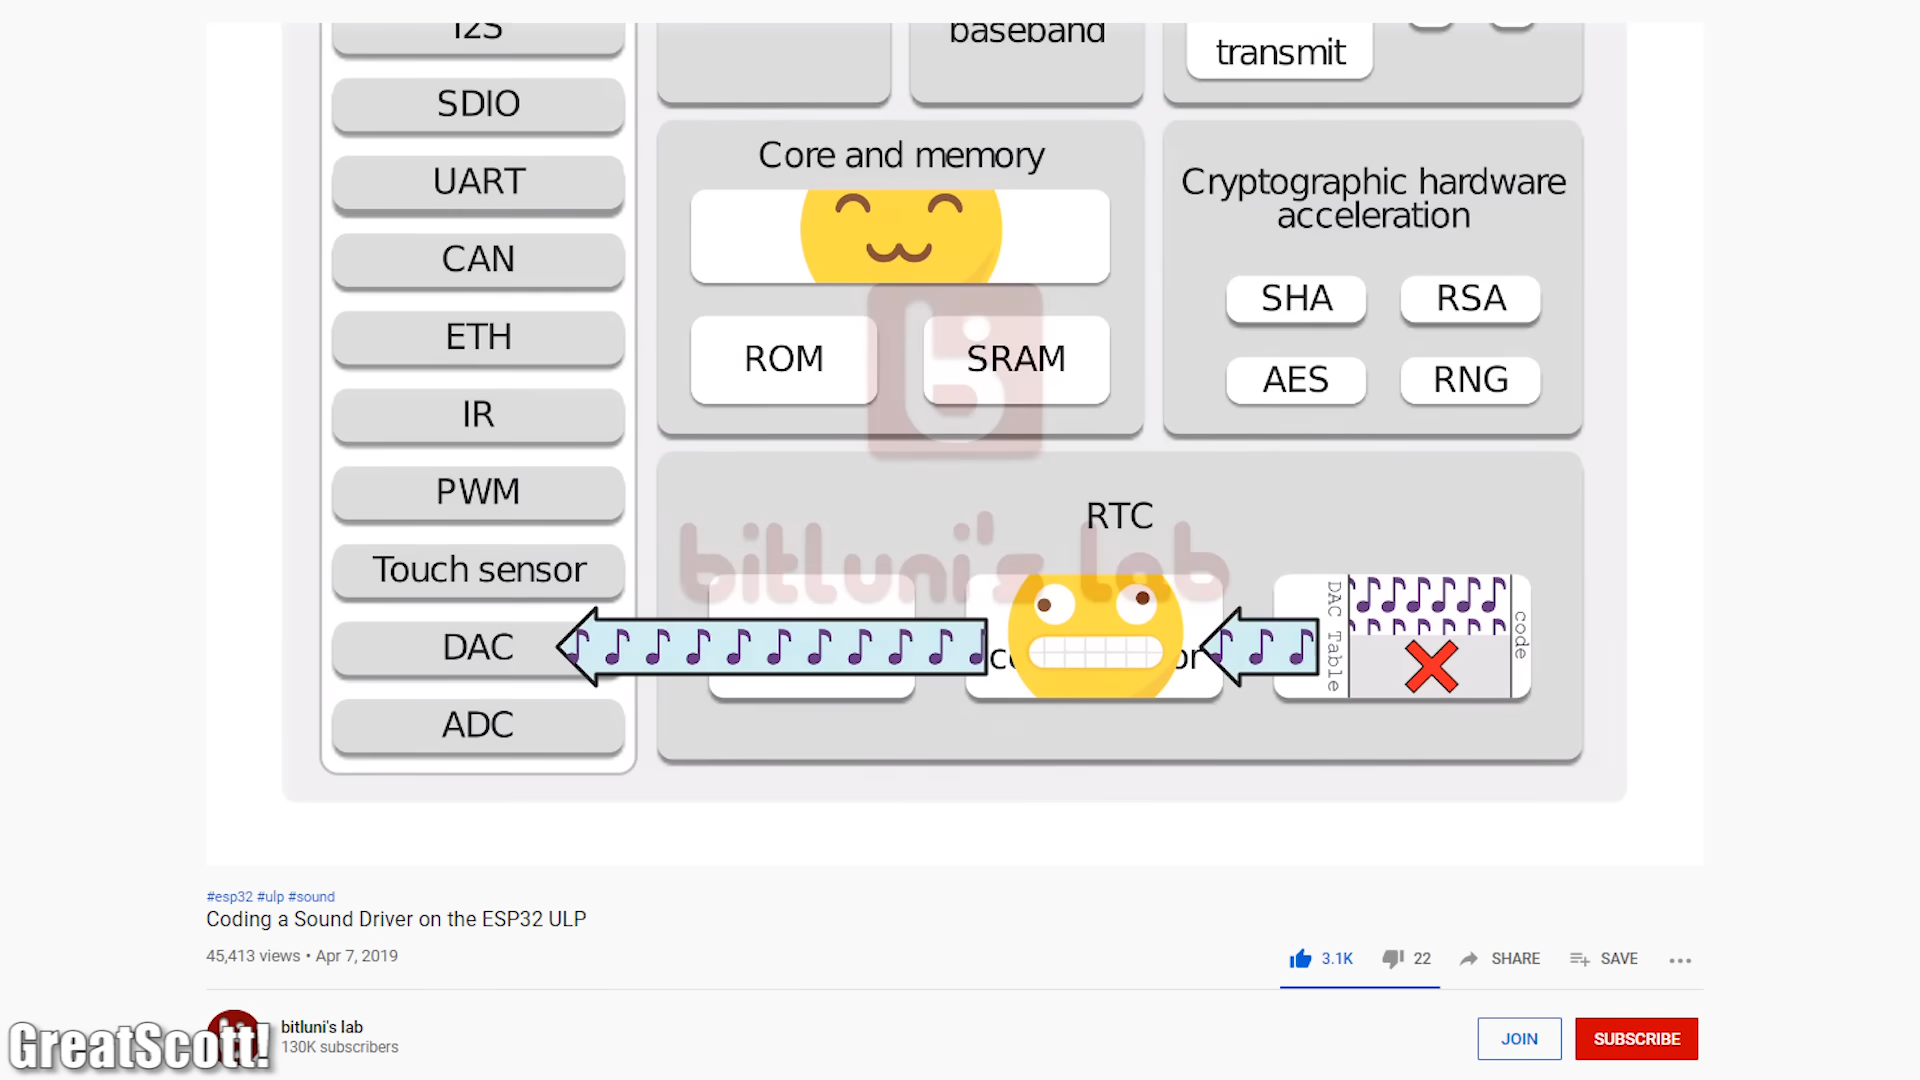 I2S
SDIO
UART
CAN
ETH
IR
PWM
Touch sensor
DAC
ADC
baseband
transmit
Core and memory
ROM
SRAM
Cryptographic hardware
acceleration
SHA
RSA
AES
RNG
RTC
bitluni's lab
DAC Table
code
#esp32 #ulp #sound
Coding a Sound Driver on the ESP32 ULP
45,413 views • Apr 7, 2019
3.1K
22
SHARE
SAVE
bitluni's lab
130K subscribers
JOIN
SUBSCRIBE
GreatScott!